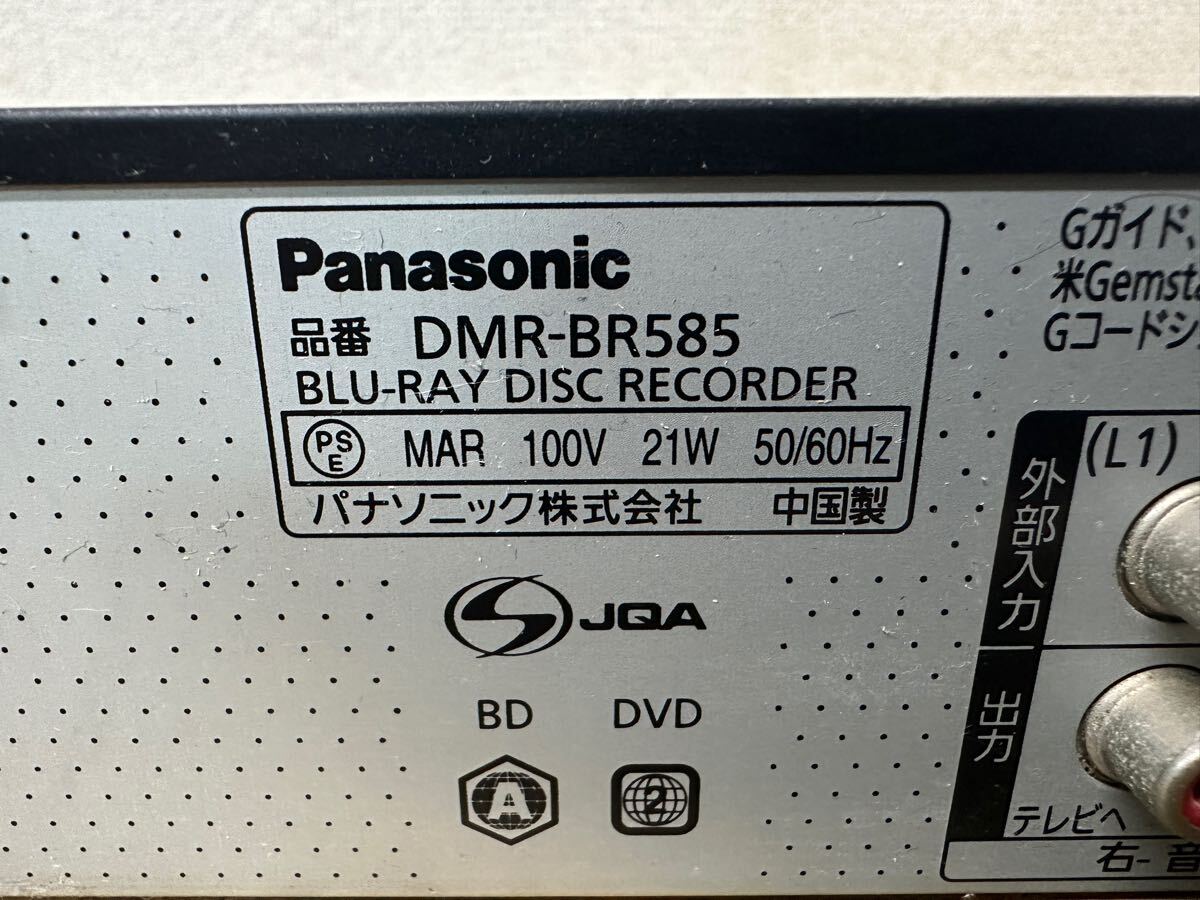 Panasonic
品番 DMR-BR585
BLU-RAY DISC RECORDER
PS
E
MAR 100V 21W 50/60Hz
パナソニック株式会社 中国製
Gガイド、
米Gemsta
Gコードシ
(L1)
外部入力
出力
テレビへ
右-音
JQA
BD DVD
A 2